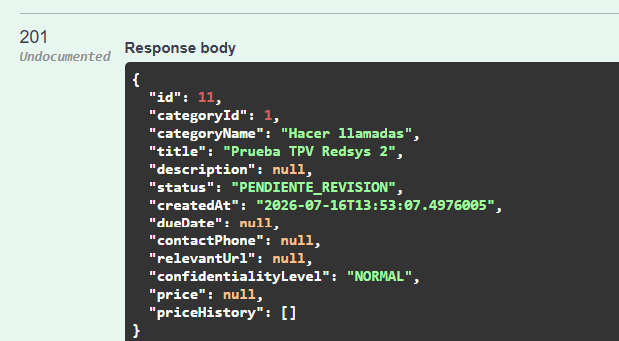 201
Undocumented
Response body
{
  "id": 11,
  "categoryId": 1,
  "categoryName": "Hacer llamadas",
  "title": "Prueba TPV Redsys 2",
  "description": null,
  "status": "PENDIENTE_REVISION",
  "createdAt": "2026-07-16T13:53:07.4976005",
  "dueDate": null,
  "contactPhone": null,
  "relevantUrl": null,
  "confidentialityLevel": "NORMAL",
  "price": null,
  "priceHistory": []
}